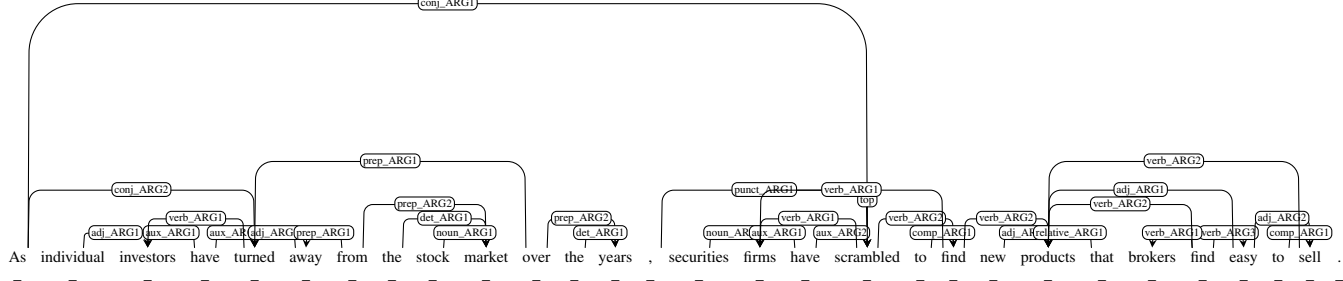 conj_ARG1
prep_ARG1 verb_ARG2
conj_ARG2 punct_ARG1 verb_ARG1 adj_ARG1
prep_ARG2 top verb_ARG2
verb_ARG1 det_ARG1 prep_ARG2 verb_ARG1 verb_ARG2 verb_ARG2 adj_ARG2
adj_ARG1 aux_ARG1 prep_ARG1 noun_ARG1 det_ARG1 aux_ARG1 aux_ARG2 comp_ARG1 relative_ARG1 verb_ARG1 verb_ARG3 comp_ARG1
As individual investors have turned away from the stock market over the years , securities firms have scrambled to find new products that brokers find easy to sell .